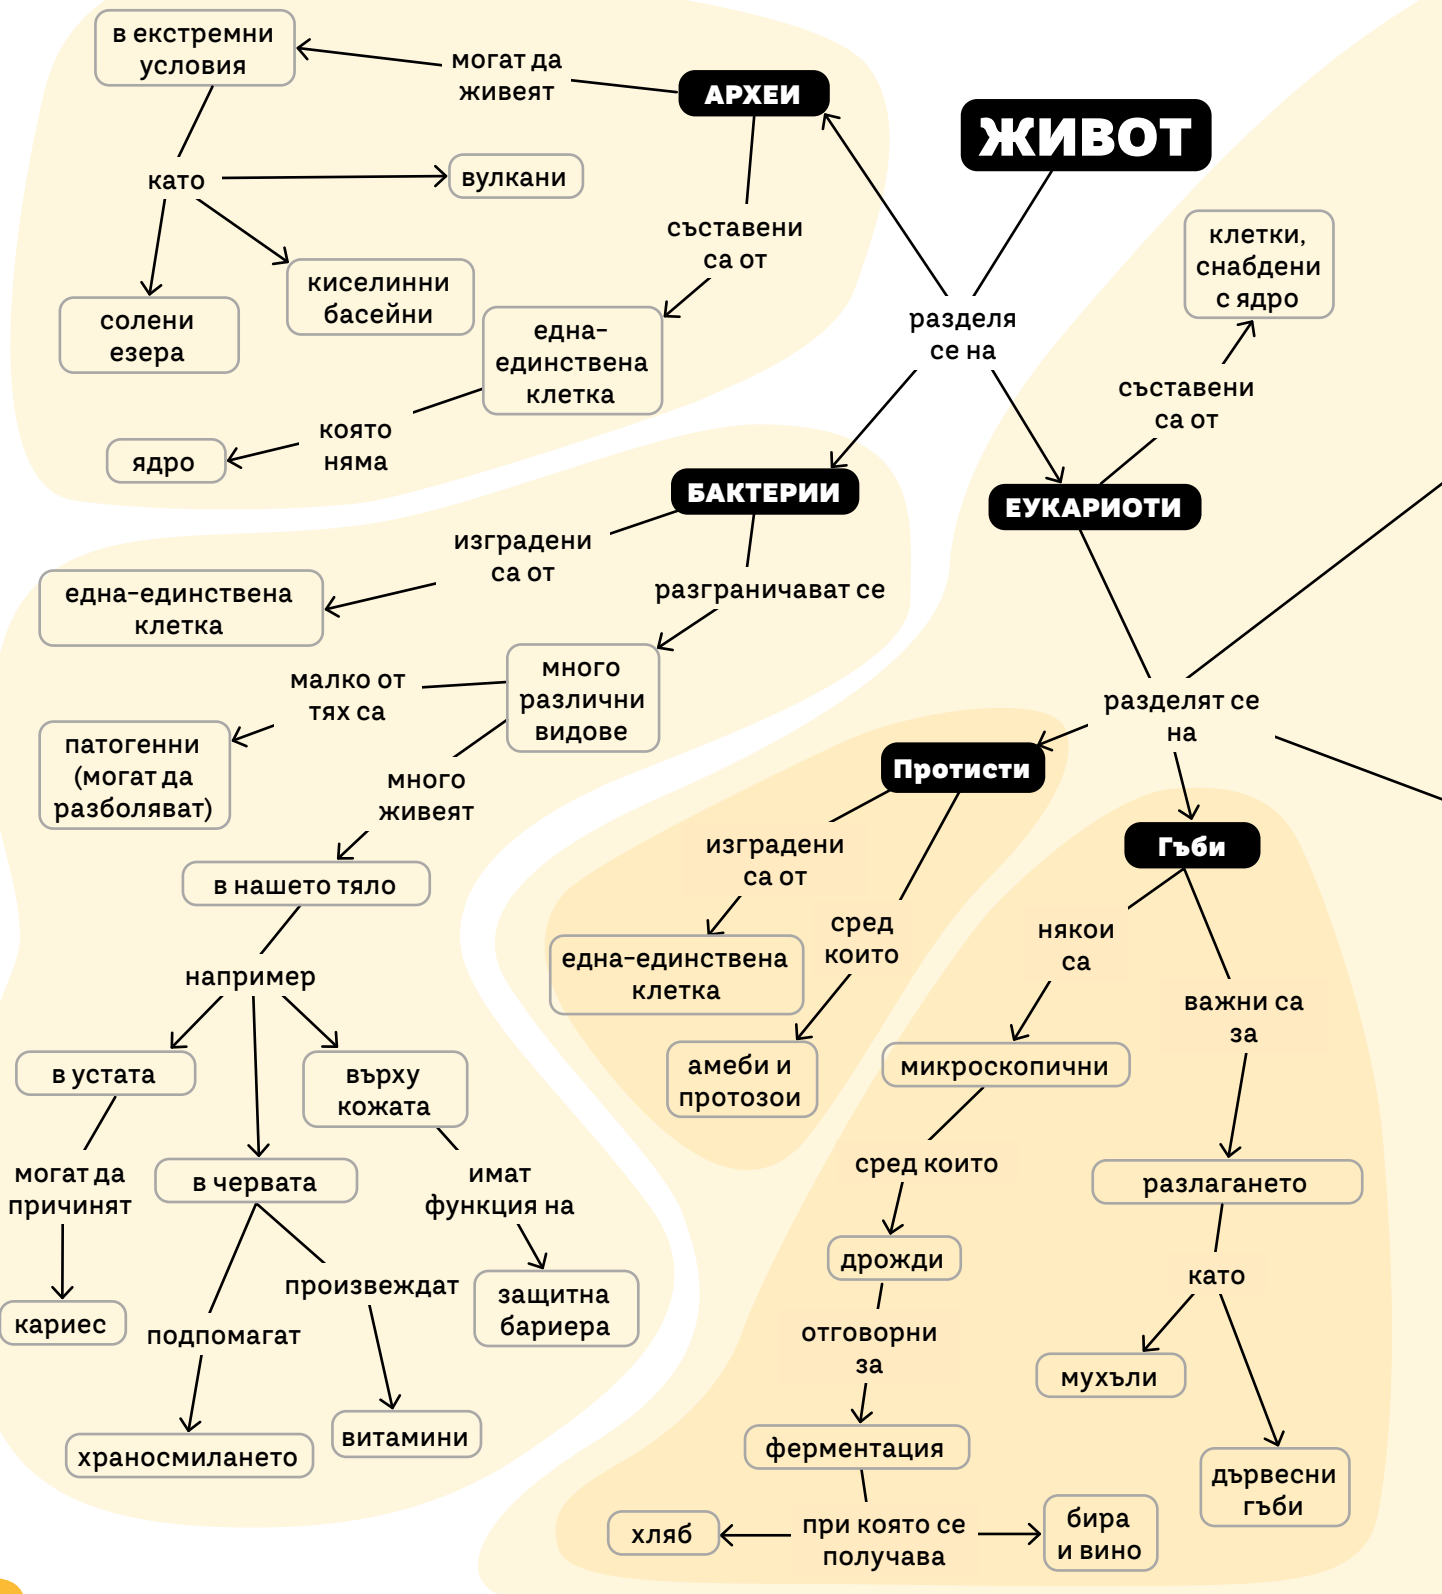 ЖИВОТ
разделя
се на
АРХЕИ
могат да
живеят
в екстремни
условия
като
вулкани
киселинни
басейни
солени
езера
съставени
са от
една-
единствена
клетка
която
няма
ядро
БАКТЕРИИ
изградени
са от
една-единствена
клетка
разграничават се
много
различни
видове
малко от
тях са
патогенни
(могат да
разболяват)
много
живеят
в нашето тяло
например
в устата
могат да
причинят
кариес
в червата
подпомагат
храносмилането
произвеждат
витамини
върху
кожата
имат
функция на
защитна
бариера
ЕУКАРИОТИ
съставени
са от
клетки,
снабдени
с ядро
разделят се
на
Протисти
изградени
са от
една-единствена
клетка
сред
които
амеби и
протозои
Гъби
някои
са
микроскопични
сред които
дрожди
отговорни
за
ферментация
при която се
получава
хляб
бира
и вино
важни са
за
разлагането
като
мухъли
дървесни
гъби